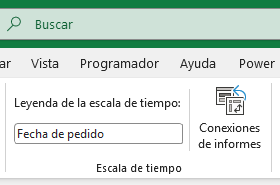 Buscar
ar Vista Programador Ayuda Power
Leyenda de la escala de tiempo:
Fecha de pedido
Conexiones
de informes
Escala de tiempo